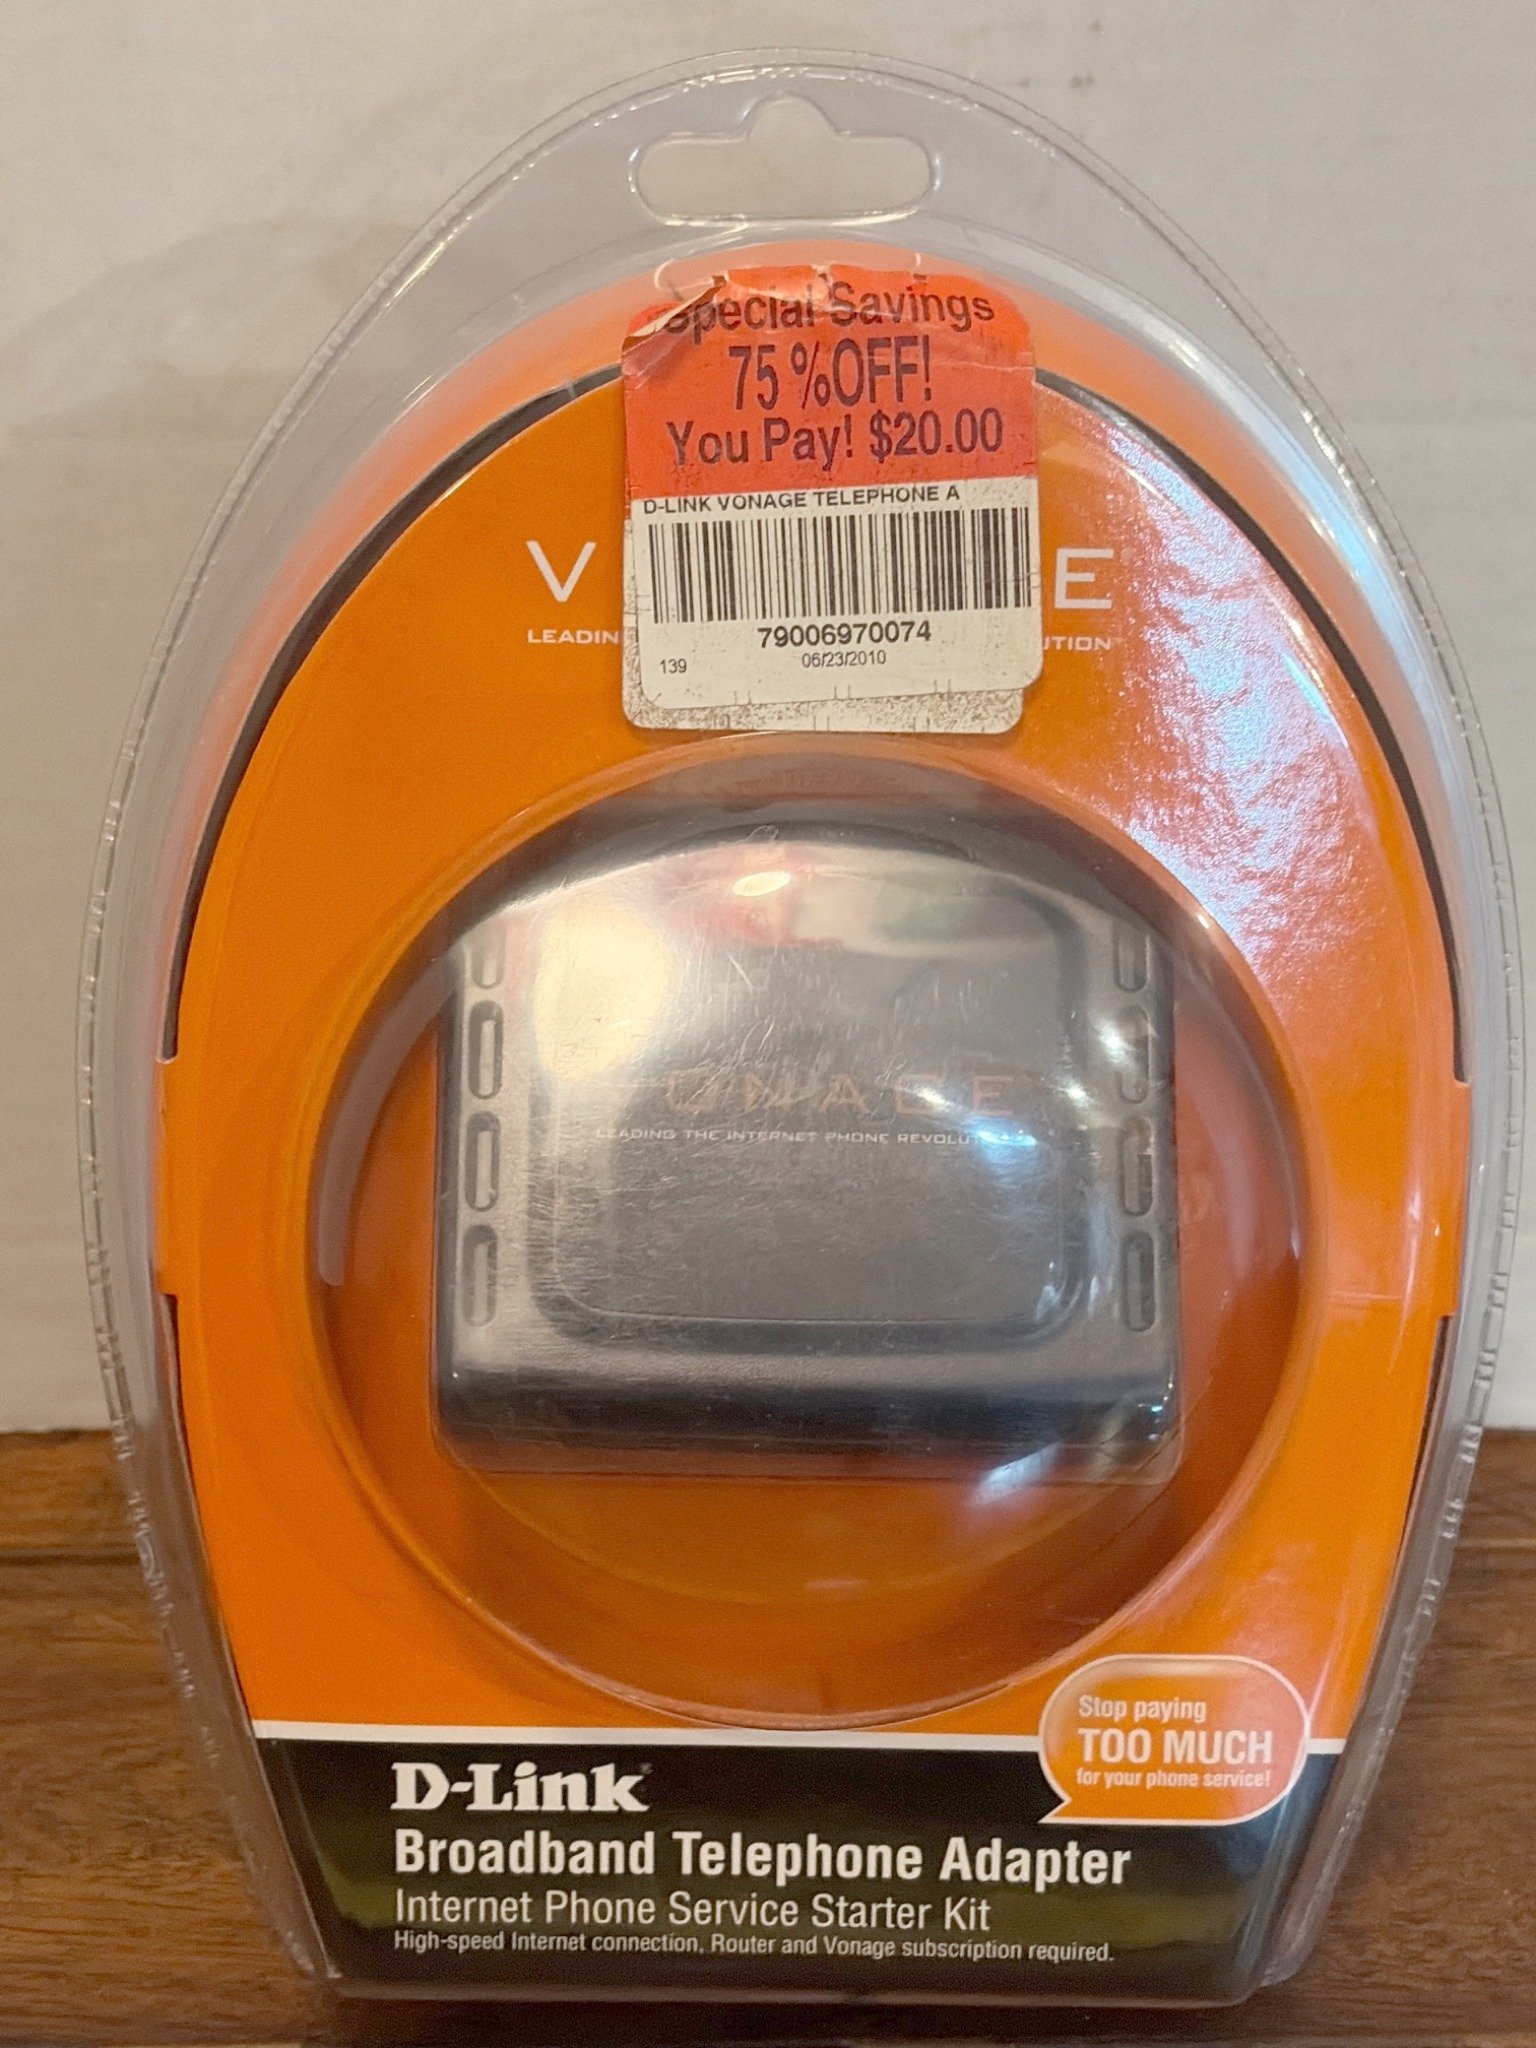 Special Savings
75 %OFF!
You Pay! $20.00
D-LINK VONAGE TELEPHONE A
79006970074
139 06/23/2010
V E
LEADIN UTION
ONAGE
LEADING THE INTERNET PHONE REVOLUT
Stop paying
TOO MUCH
for your phone service!
D-Link
Broadband Telephone Adapter
Internet Phone Service Starter Kit
High-speed Internet connection, Router and Vonage subscription required.